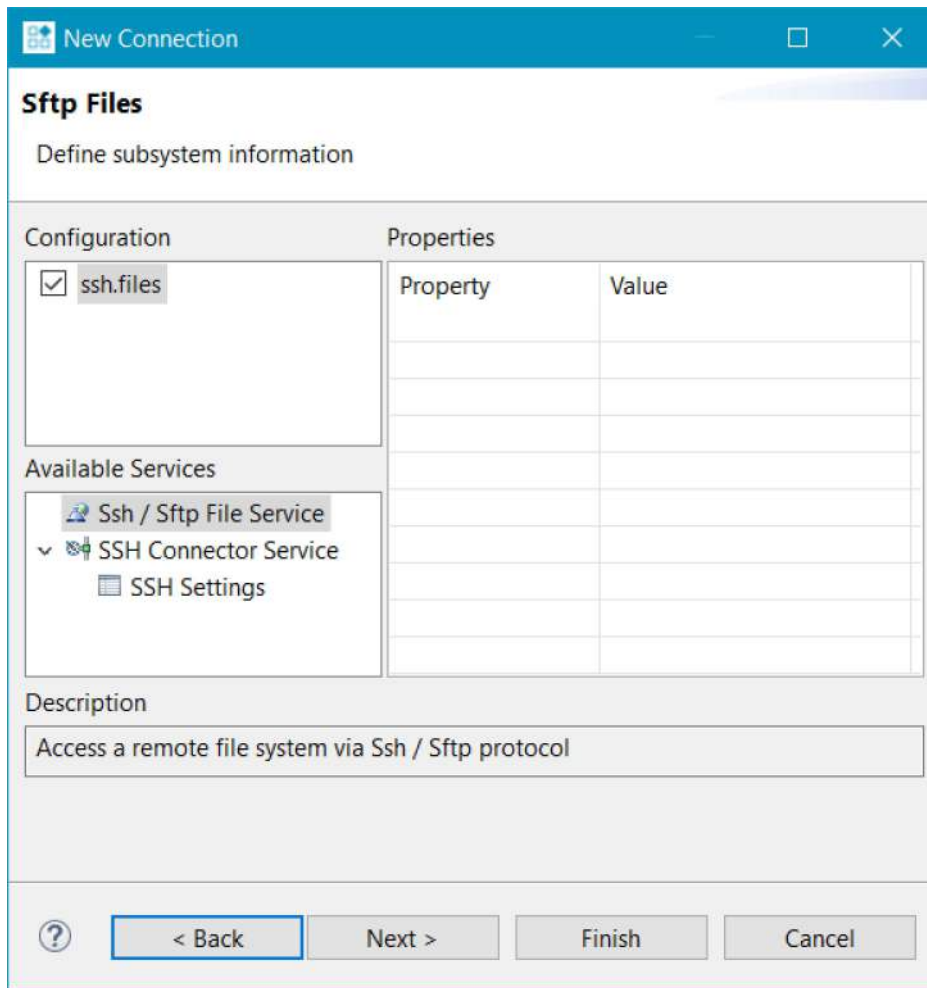 New Connection
Sftp Files
Define subsystem information
Configuration
Properties
ssh.files
Property
Value
Available Services
Ssh / Sftp File Service
SSH Connector Service
SSH Settings
Description
Access a remote file system via Ssh / Sftp protocol
?
< Back
Next >
Finish
Cancel